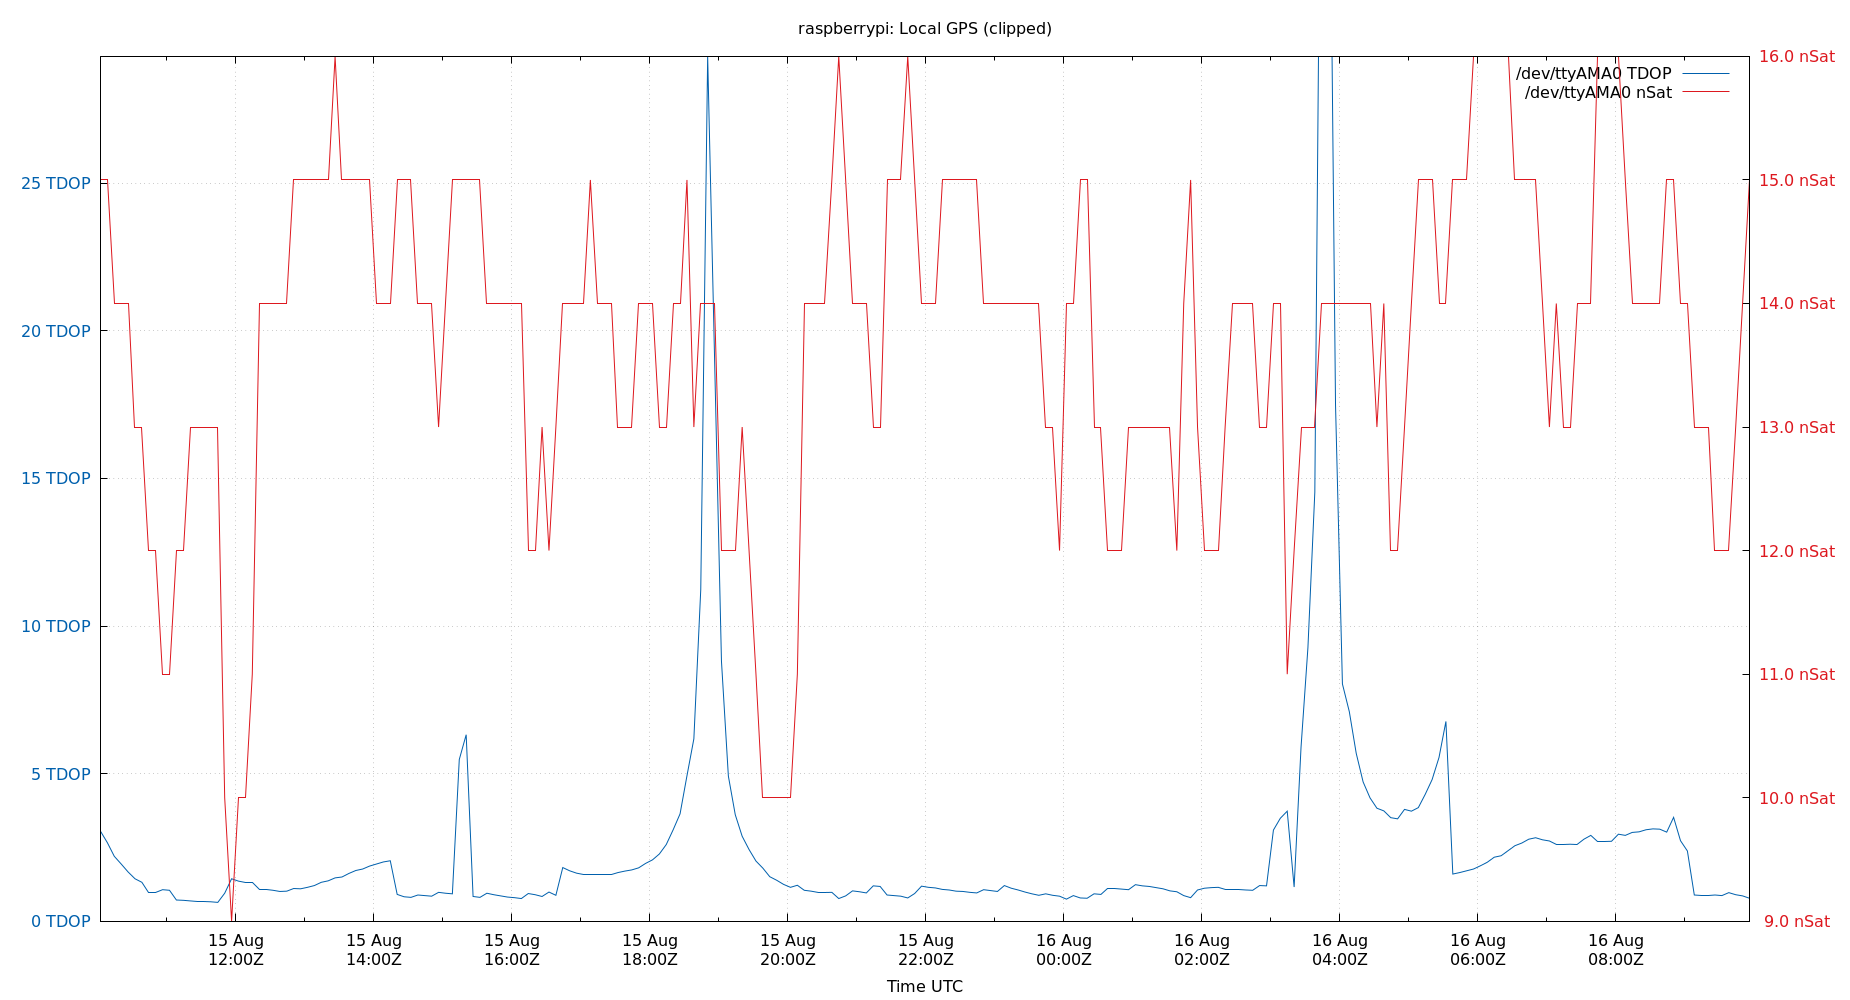 raspberrypi: Local GPS (clipped)
/dev/ttyAMA0 TDOP
/dev/ttyAMA0 nSat
25 TDOP
20 TDOP
15 TDOP
10 TDOP
5 TDOP
0 TDOP
16.0 nSat
15.0 nSat
14.0 nSat
13.0 nSat
12.0 nSat
11.0 nSat
10.0 nSat
9.0 nSat
15 Aug
12:00Z
15 Aug
14:00Z
15 Aug
16:00Z
15 Aug
18:00Z
15 Aug
20:00Z
15 Aug
22:00Z
16 Aug
00:00Z
16 Aug
02:00Z
16 Aug
04:00Z
16 Aug
06:00Z
16 Aug
08:00Z
Time UTC